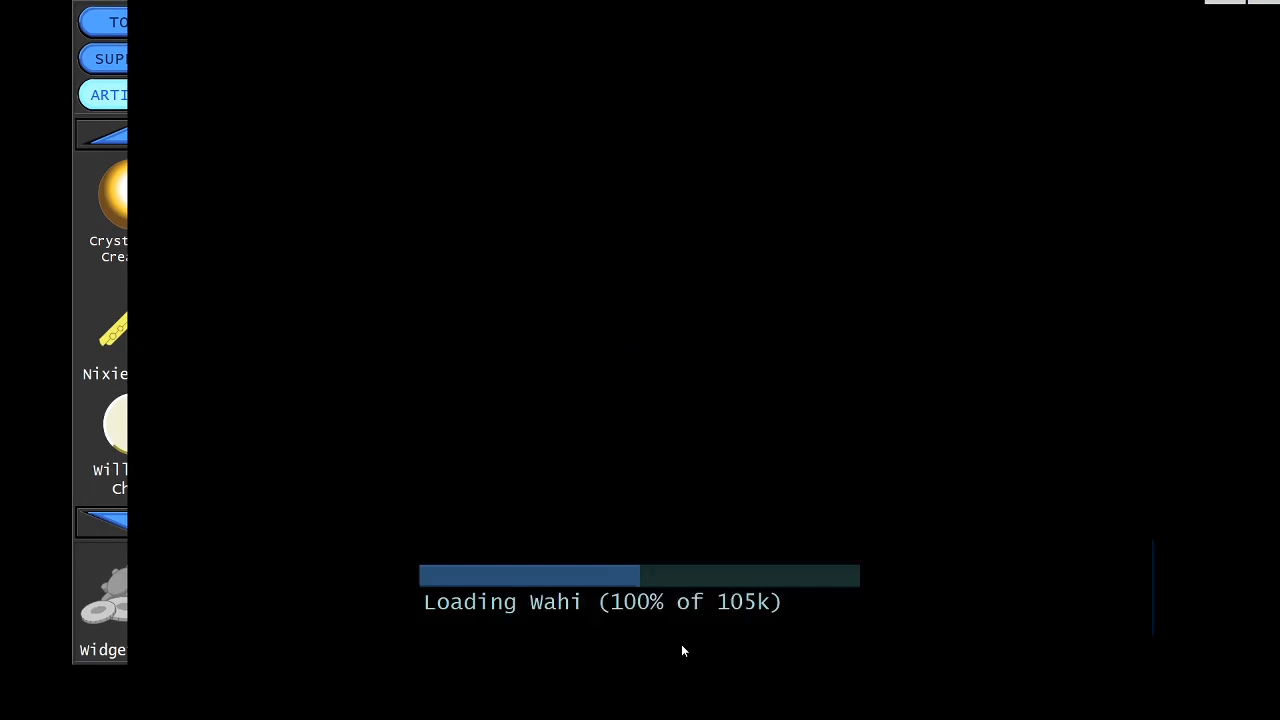 TO
SUP
ARTI
Cryst
Crea
Nixie
Will
Ch
Widge
Loading Wahi (100% of 105k)